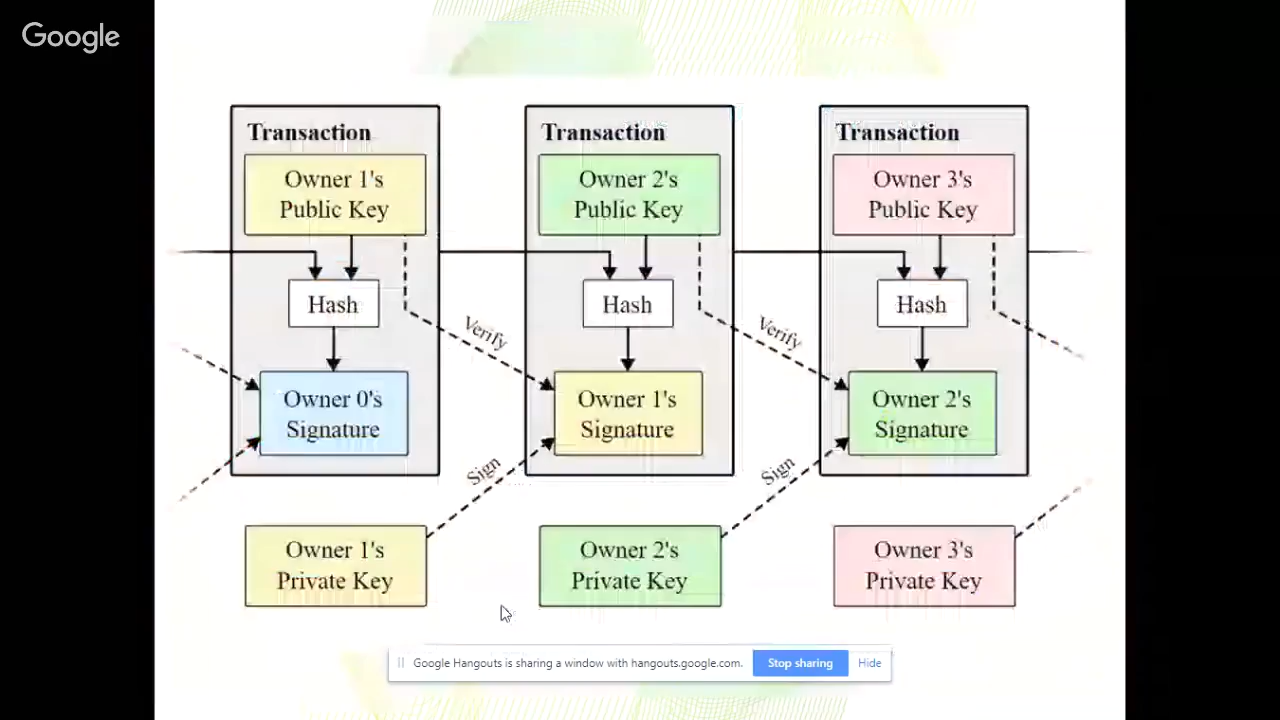 Google
Transaction
Owner 1's
Public Key
Hash
Owner 0's
Signature
Transaction
Owner 2's
Public Key
Hash
Owner 1's
Signature
Transaction
Owner 3's
Public Key
Hash
Owner 2's
Signature
Verify
Verify
Sign
Sign
Owner 1's
Private Key
Owner 2's
Private Key
Owner 3's
Private Key
Google Hangouts is sharing a window with hangouts.google.com.
Stop sharing
Hide